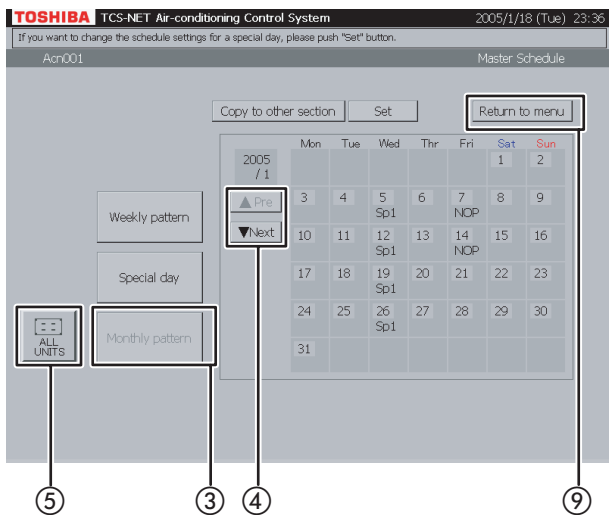 TOSHIBA TCS-NET Air-conditioning Control System 2005/1/18 (Tue) 23:36
If you want to change the schedule settings for a special day, please push "Set" button.
Acn001 Master Schedule
Copy to other section Set Return to menu
Mon Tue Wed Thr Fri Sat Sun
2005
/ 1
1 2
▲ Pre
▼Next
3 4 5 6 7 8 9
Sp1 NOP
10 11 12 13 14 15 16
Sp1 NOP
17 18 19 20 21 22 23
Sp1
24 25 26 27 28 29 30
Sp1
31
Weekly pattern
Special day
Monthly pattern
ALL
UNITS
⑤ ③ ④ ⑨